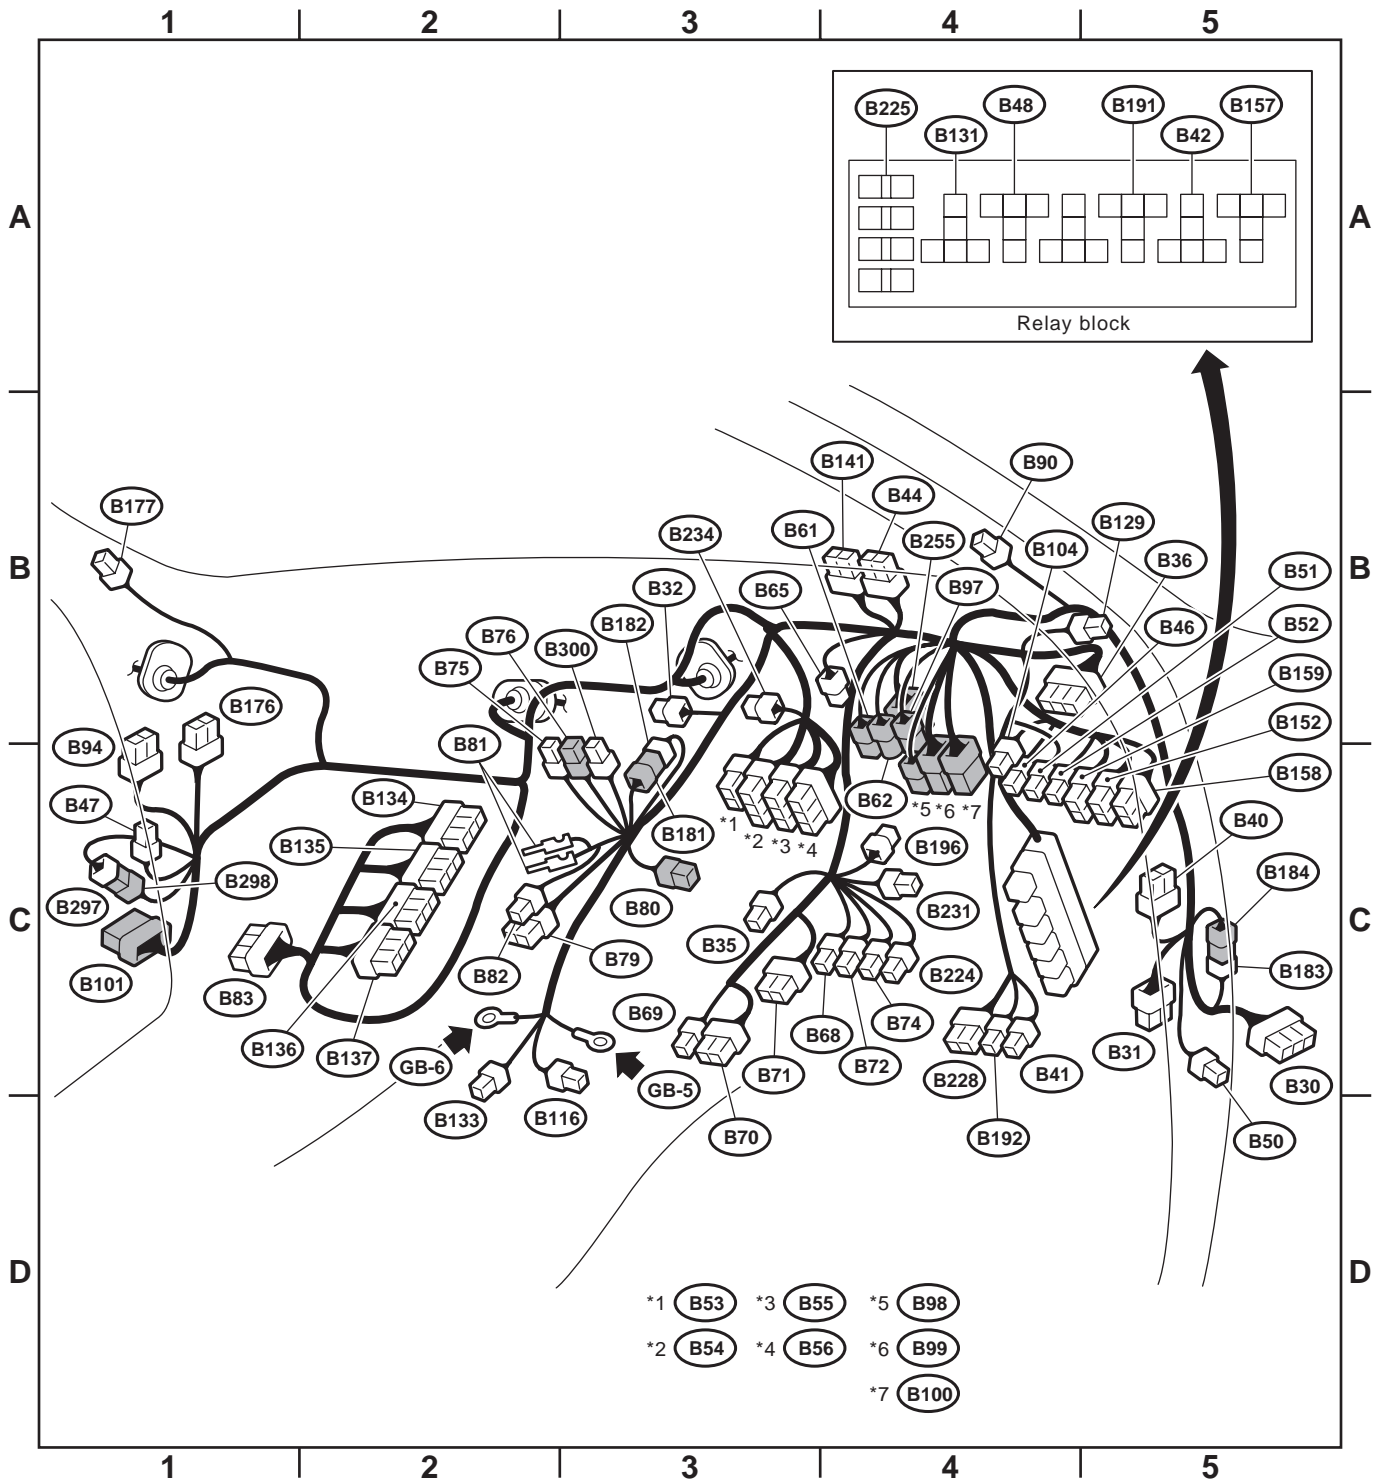 1 2 3 4 5
B225 B48 B191 B157
B131 B42
A A
Relay block
B141 B90
B44
B177 B61 B234 B255 B129
B104
B B
B36 B51
B32 B65 B97
B182 B46 B52
B76 B300
B75 B159
B176
B94 B81 B152
B158
B47 B134 B62 *5 *6 *7
B181 *1 *2 *3 *4 B40
B135 B196
B298 B184
B297 B80 B231
C C
B35
B101 B82 B79 B224 B183
B83 B69
B136 B137 GB-6 B68 B74 B31
B71 B72 B228 B41 B30
GB-5
B133 B116
B70 B192 B50
D D
*1 B53 *3 B55 *5 B98
*2 B54 *4 B56 *6 B99
*7 B100
1 2 3 4 5